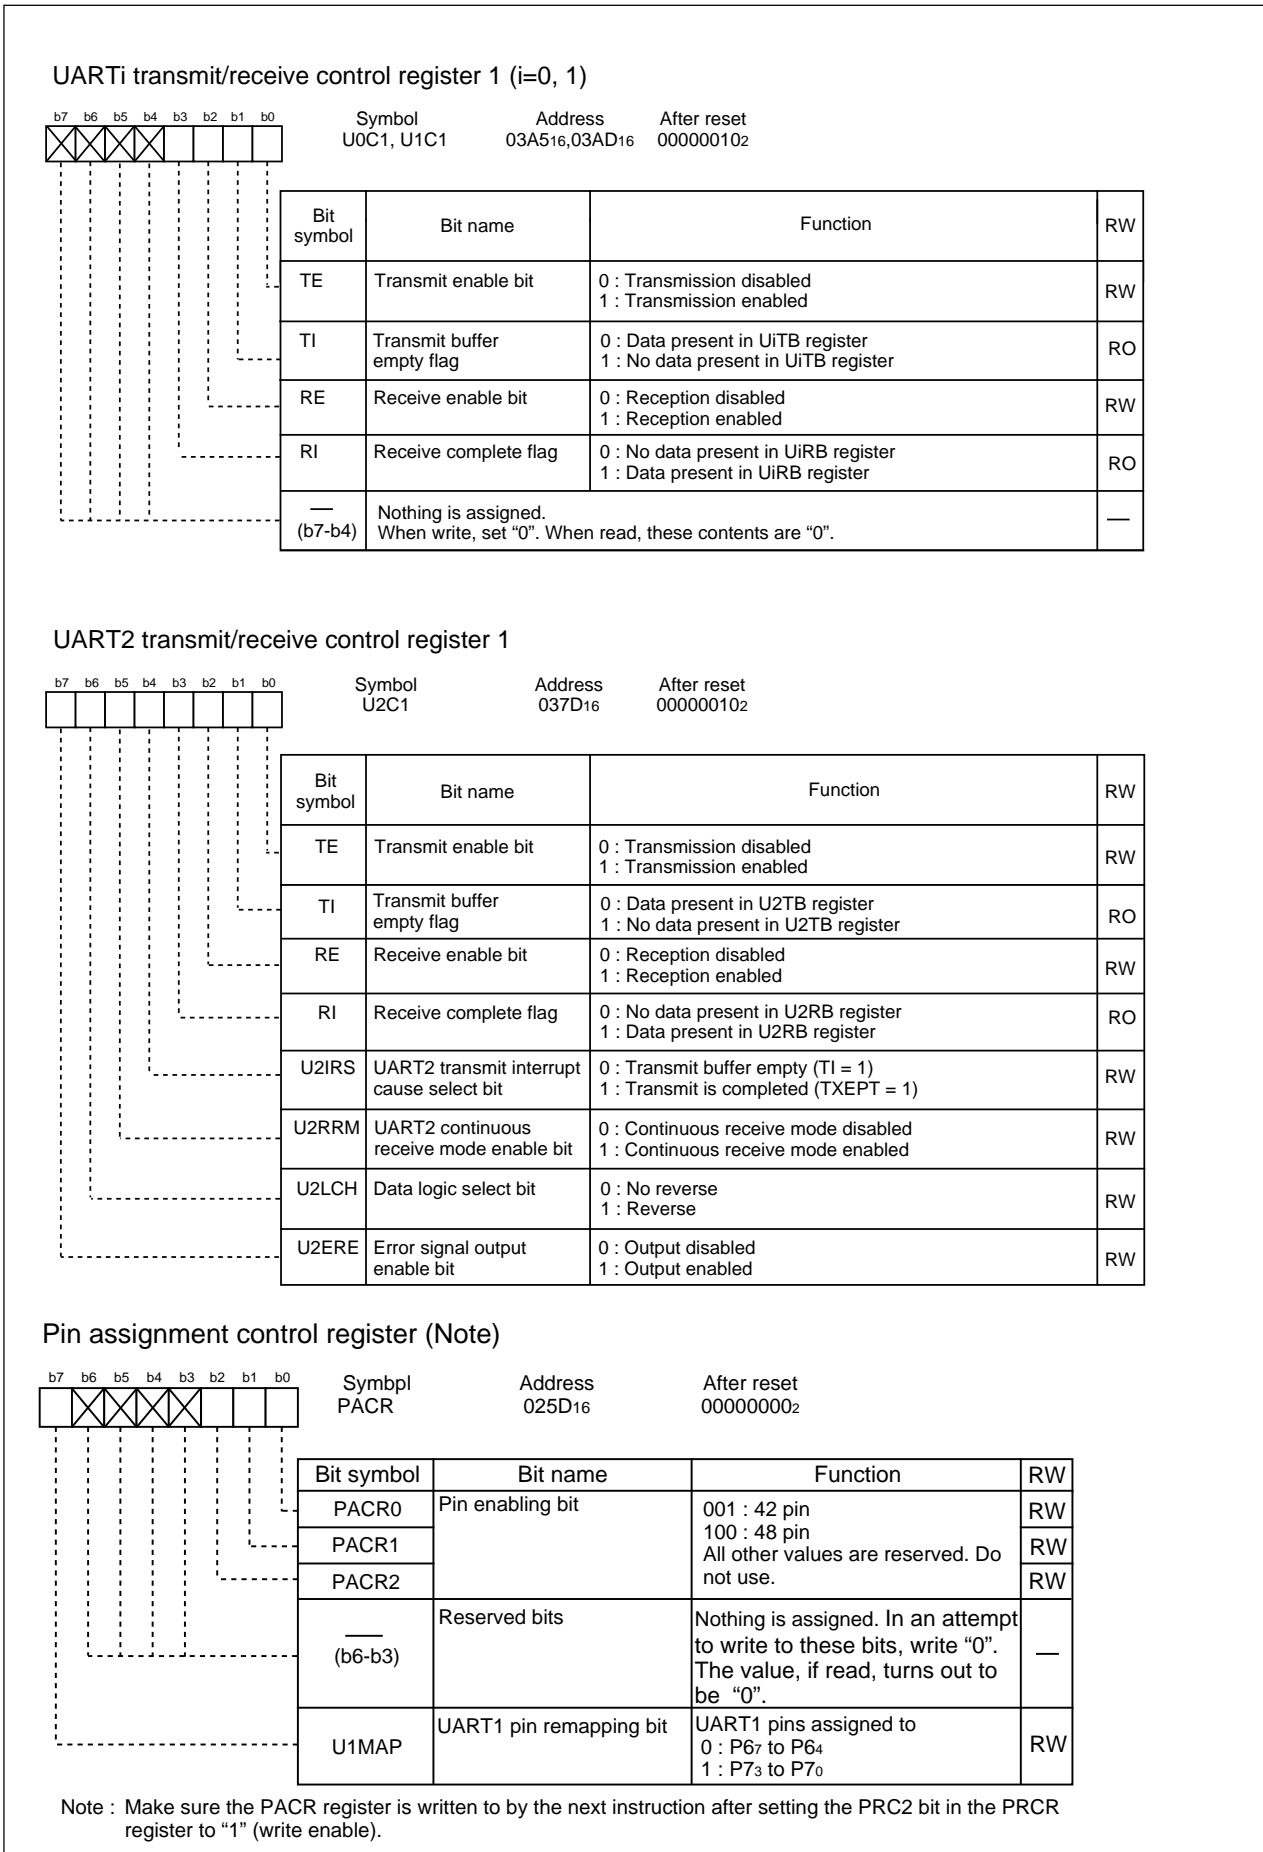 UARTi transmit/receive control register 1 (i=0, 1)
b7 b6 b5 b4 b3 b2 b1 b0
Symbol Address After reset
U0C1, U1C1 03A516,03AD16 000000102
Bit symbol Bit name Function RW
TE Transmit enable bit 0 : Transmission disabled
1 : Transmission enabled RW
TI Transmit buffer empty flag 0 : Data present in UiTB register
1 : No data present in UiTB register RO
RE Receive enable bit 0 : Reception disabled
1 : Reception enabled RW
RI Receive complete flag 0 : No data present in UiRB register
1 : Data present in UiRB register RO
— (b7-b4) Nothing is assigned.
When write, set “0”. When read, these contents are “0”. —
UART2 transmit/receive control register 1
b7 b6 b5 b4 b3 b2 b1 b0
Symbol Address After reset
U2C1 037D16 000000102
Bit symbol Bit name Function RW
TE Transmit enable bit 0 : Transmission disabled
1 : Transmission enabled RW
TI Transmit buffer empty flag 0 : Data present in U2TB register
1 : No data present in U2TB register RO
RE Receive enable bit 0 : Reception disabled
1 : Reception enabled RW
RI Receive complete flag 0 : No data present in U2RB register
1 : Data present in U2RB register RO
U2IRS UART2 transmit interrupt cause select bit 0 : Transmit buffer empty (TI = 1)
1 : Transmit is completed (TXEPT = 1) RW
U2RRM UART2 continuous receive mode enable bit 0 : Continuous receive mode disabled
1 : Continuous receive mode enabled RW
U2LCH Data logic select bit 0 : No reverse
1 : Reverse RW
U2ERE Error signal output enable bit 0 : Output disabled
1 : Output enabled RW
Pin assignment control register (Note)
b7 b6 b5 b4 b3 b2 b1 b0
Symbpl Address After reset
PACR 025D16 000000002
Bit symbol Bit name Function RW
PACR0 Pin enabling bit 001 : 42 pin RW
100 : 48 pin
PACR1 All other values are reserved. Do RW
PACR2 not use. RW
— (b6-b3) Reserved bits Nothing is assigned. In an attempt
to write to these bits, write “0”. —
The value, if read, turns out to
be “0”.
U1MAP UART1 pin remapping bit UART1 pins assigned to
0 : P67 to P64 RW
1 : P73 to P70
Note : Make sure the PACR register is written to by the next instruction after setting the PRC2 bit in the PRCR
register to “1” (write enable).